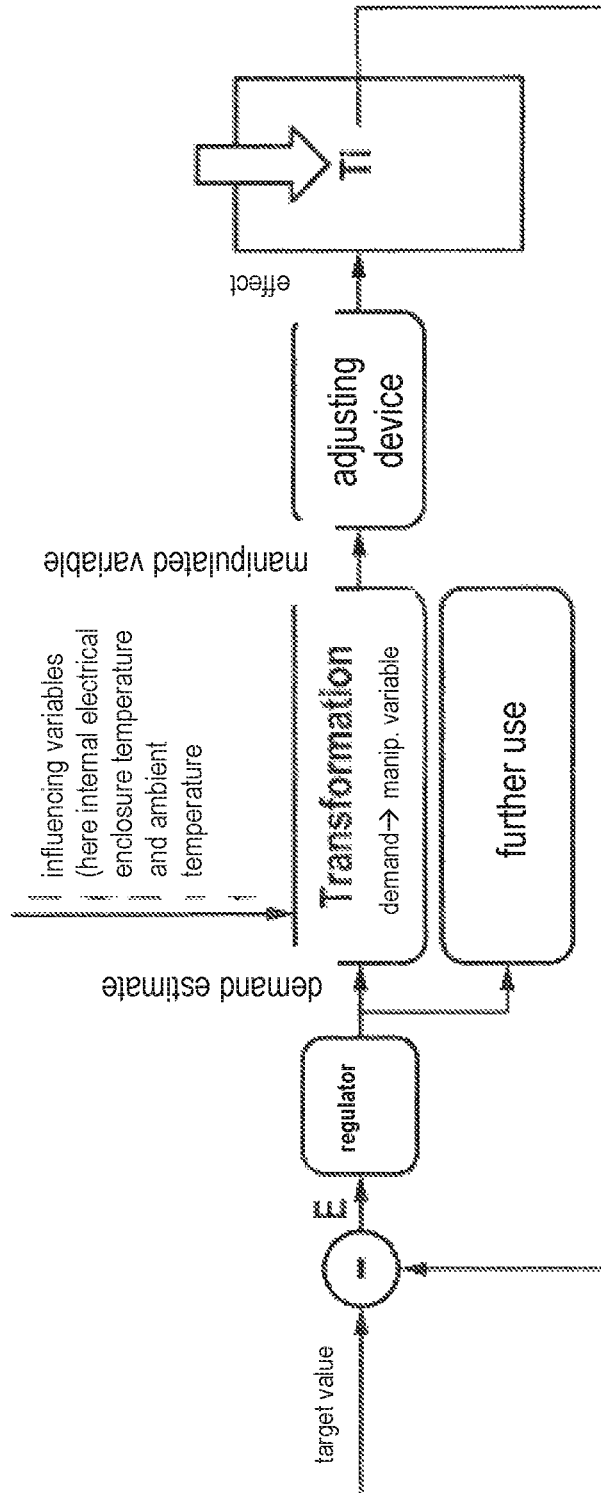 target value
–
E
regulator
demand estimate
influencing variables
(here internal electrical
enclosure temperature
and ambient
temperature
Transformation
demand→ manip. variable
further use
manipulated variable
adjusting
device
effect
Ti